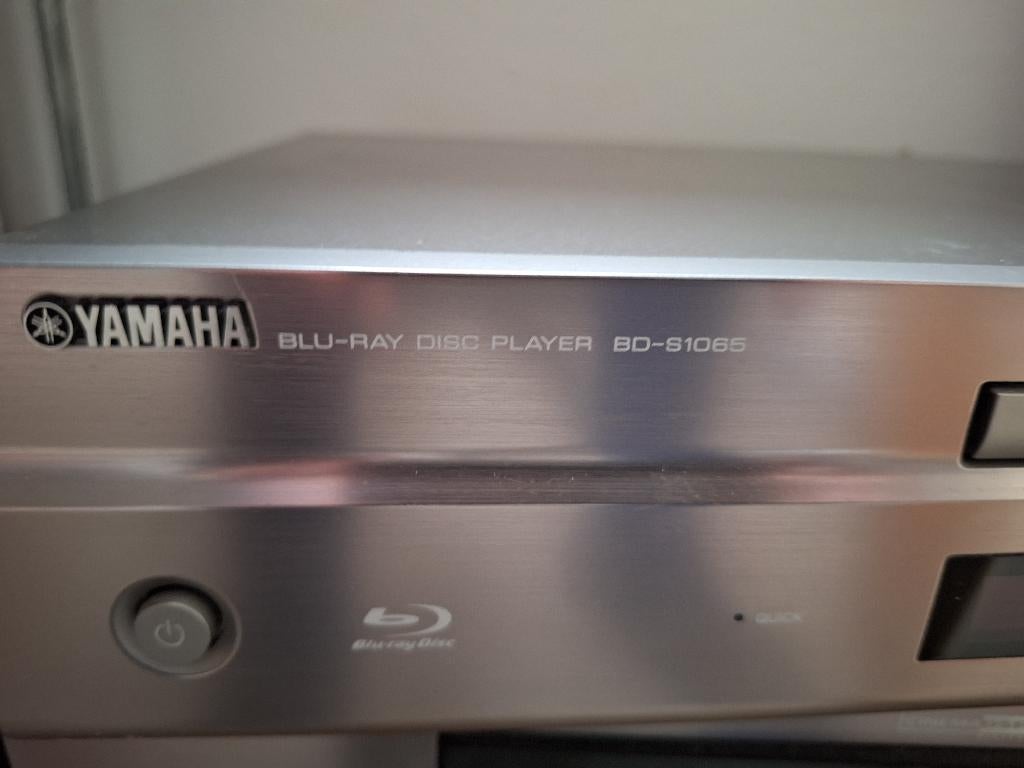 YAMAHA BLU-RAY DISC PLAYER BD-S1065
Blu-ray Disc
QUICK